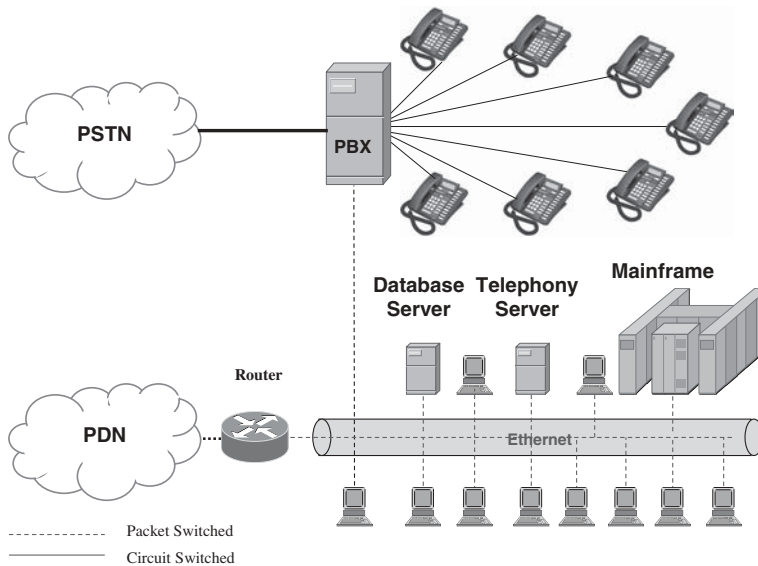 PSTN
PBX
Database
Server
Telephony
Server
Mainframe
Router
PDN
Ethernet
Packet Switched
Circuit Switched